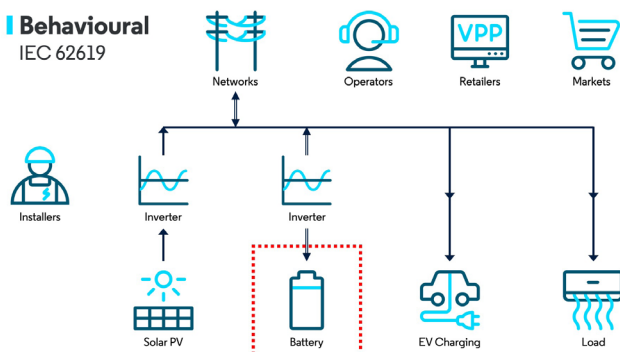 Behavioural
IEC 62619
VPP
Networks
Operators
Retailers
Markets
Installers
Inverter
Inverter
Solar PV
Battery
EV Charging
Load